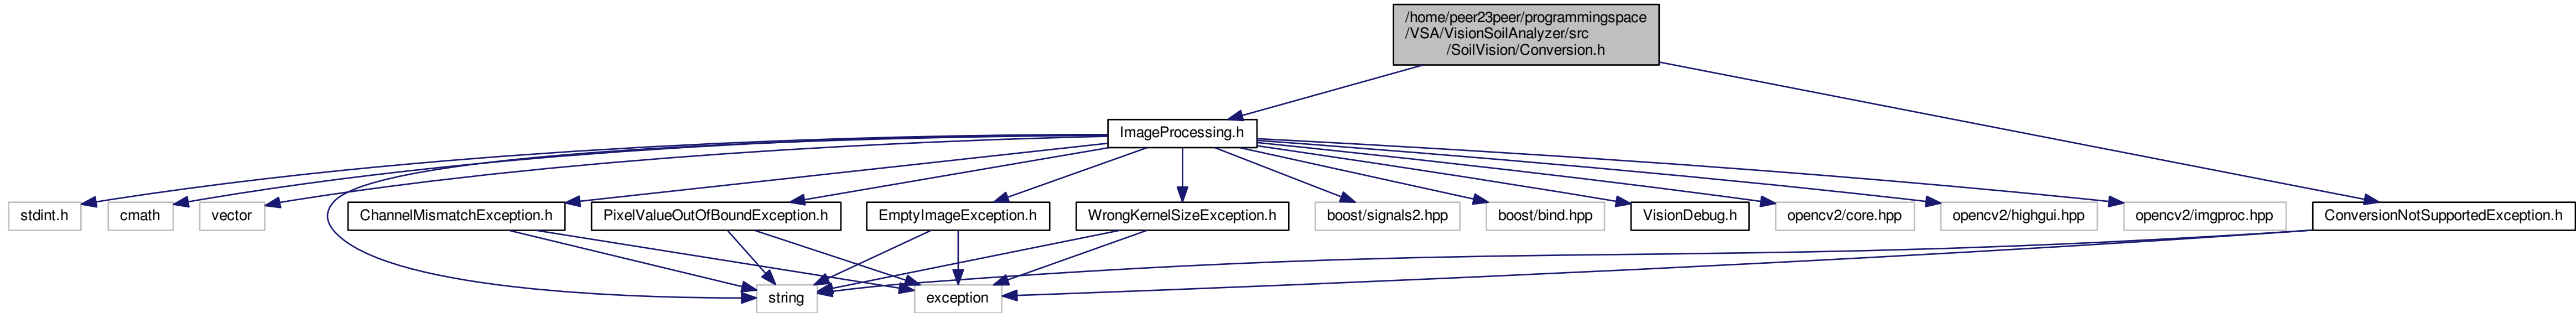 /home/peer23peer/programmingspace
/VSA/VisionSoilAnalyzer/src
/SoilVision/Conversion.h
ImageProcessing.h
stdint.h
cmath
vector
ChannelMismatchException.h
PixelValueOutOfBoundException.h
EmptyImageException.h
WrongKernelSizeException.h
boost/signals2.hpp
boost/bind.hpp
VisionDebug.h
opencv2/core.hpp
opencv2/highgui.hpp
opencv2/imgproc.hpp
ConversionNotSupportedException.h
string
exception